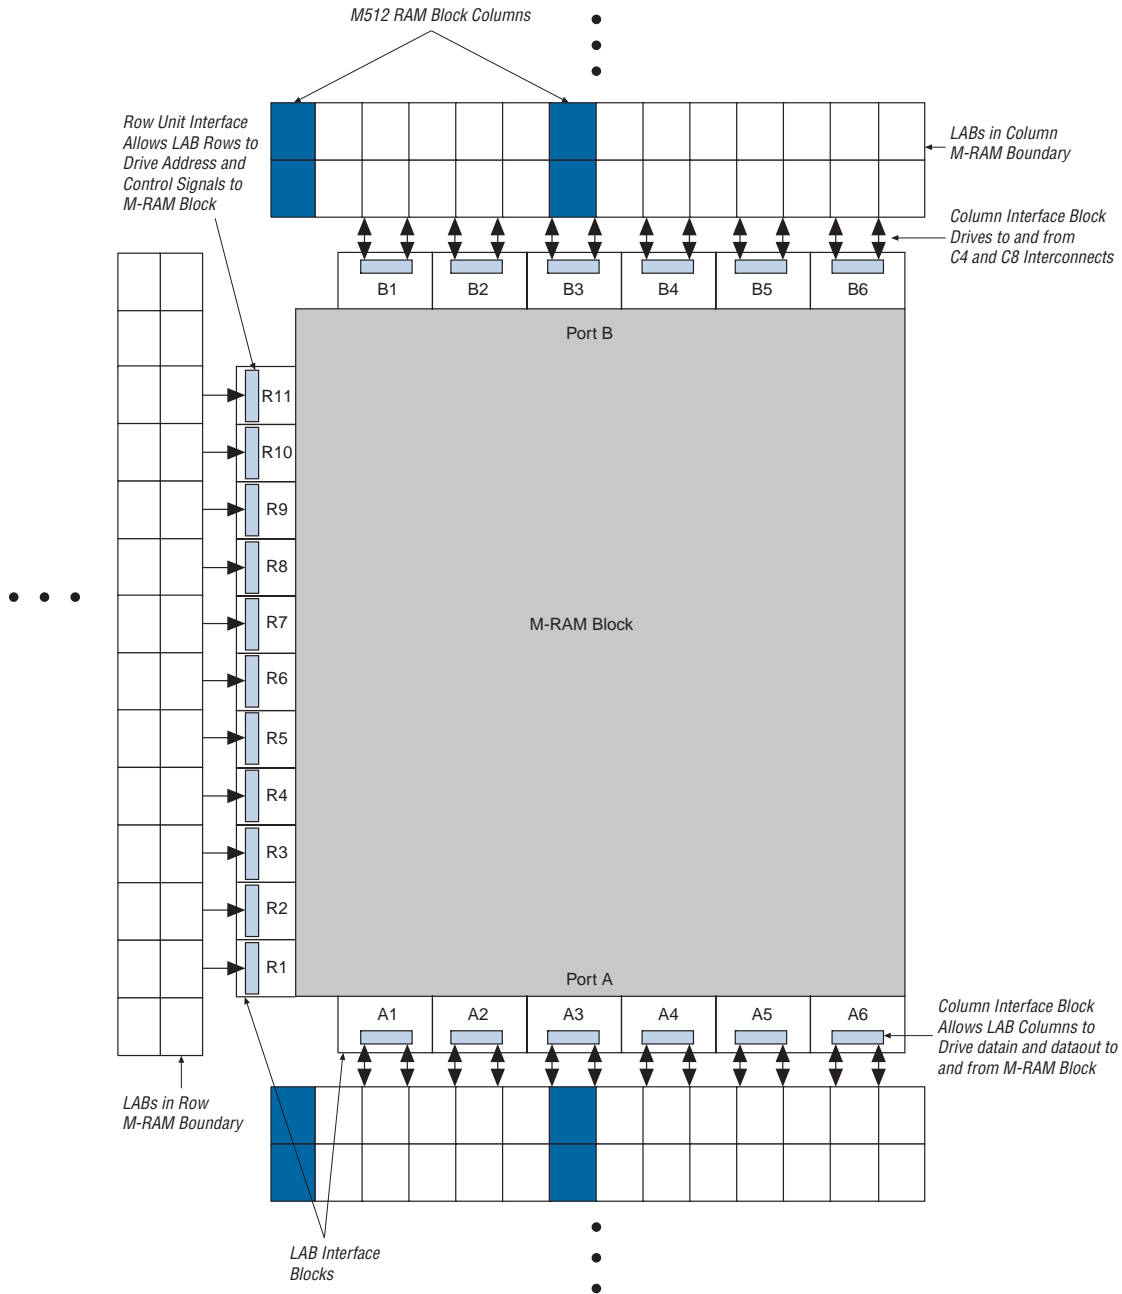 M512 RAM Block Columns
Row Unit Interface
Allows LAB Rows to
Drive Address and
Control Signals to
M-RAM Block
LABs in Column
M-RAM Boundary
Column Interface Block
Drives to and from
C4 and C8 Interconnects
B1 B2 B3 B4 B5 B6
Port B
R11
R10
R9
R8
R7
M-RAM Block
R6
R5
R4
R3
R2
R1
Port A
A1 A2 A3 A4 A5 A6
Column Interface Block
Allows LAB Columns to
Drive datain and dataout to
and from M-RAM Block
LABs in Row
M-RAM Boundary
LAB Interface
Blocks